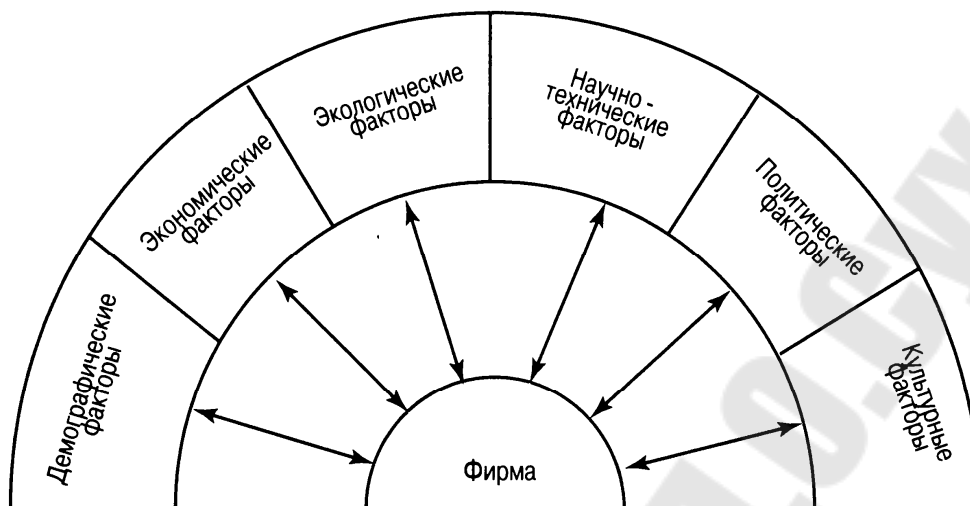 Демографические
факторы
Экономические
факторы
Экологические
факторы
Научно -
технические
факторы
Политические
факторы
Культурные
факторы
Фирма